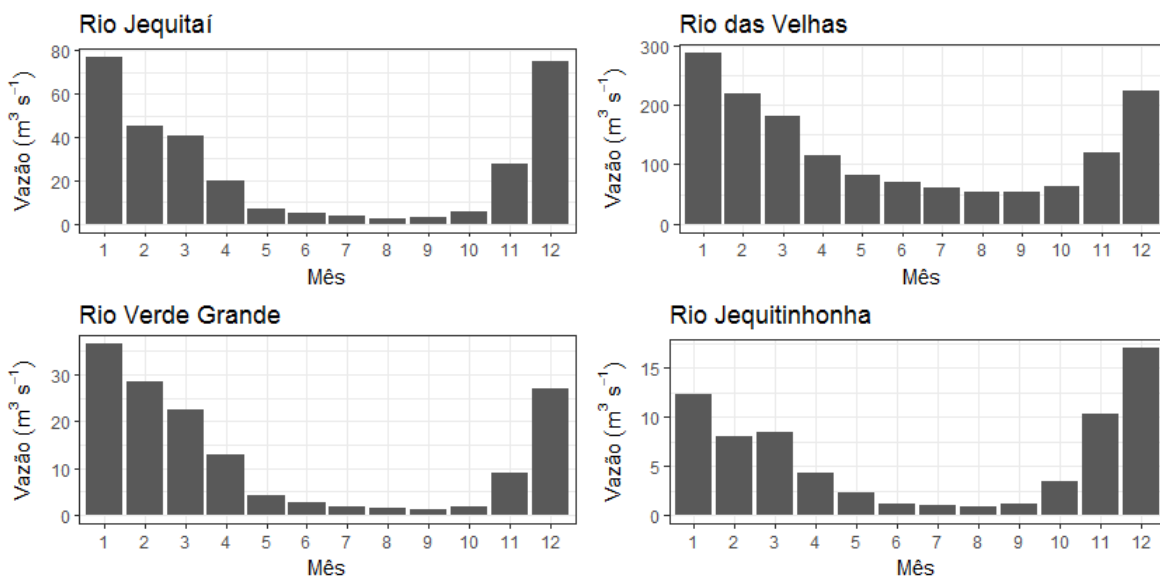 Rio Jequitaí
Vazão (m³ s⁻¹)
80
60
40
20
0
1 2 3 4 5 6 7 8 9 10 11 12
Mês
Rio das Velhas
Vazão (m³ s⁻¹)
300
200
100
0
1 2 3 4 5 6 7 8 9 10 11 12
Mês
Rio Verde Grande
Vazão (m³ s⁻¹)
30
20
10
0
1 2 3 4 5 6 7 8 9 10 11 12
Mês
Rio Jequitinhonha
Vazão (m³ s⁻¹)
15
10
5
0
1 2 3 4 5 6 7 8 9 10 11 12
Mês